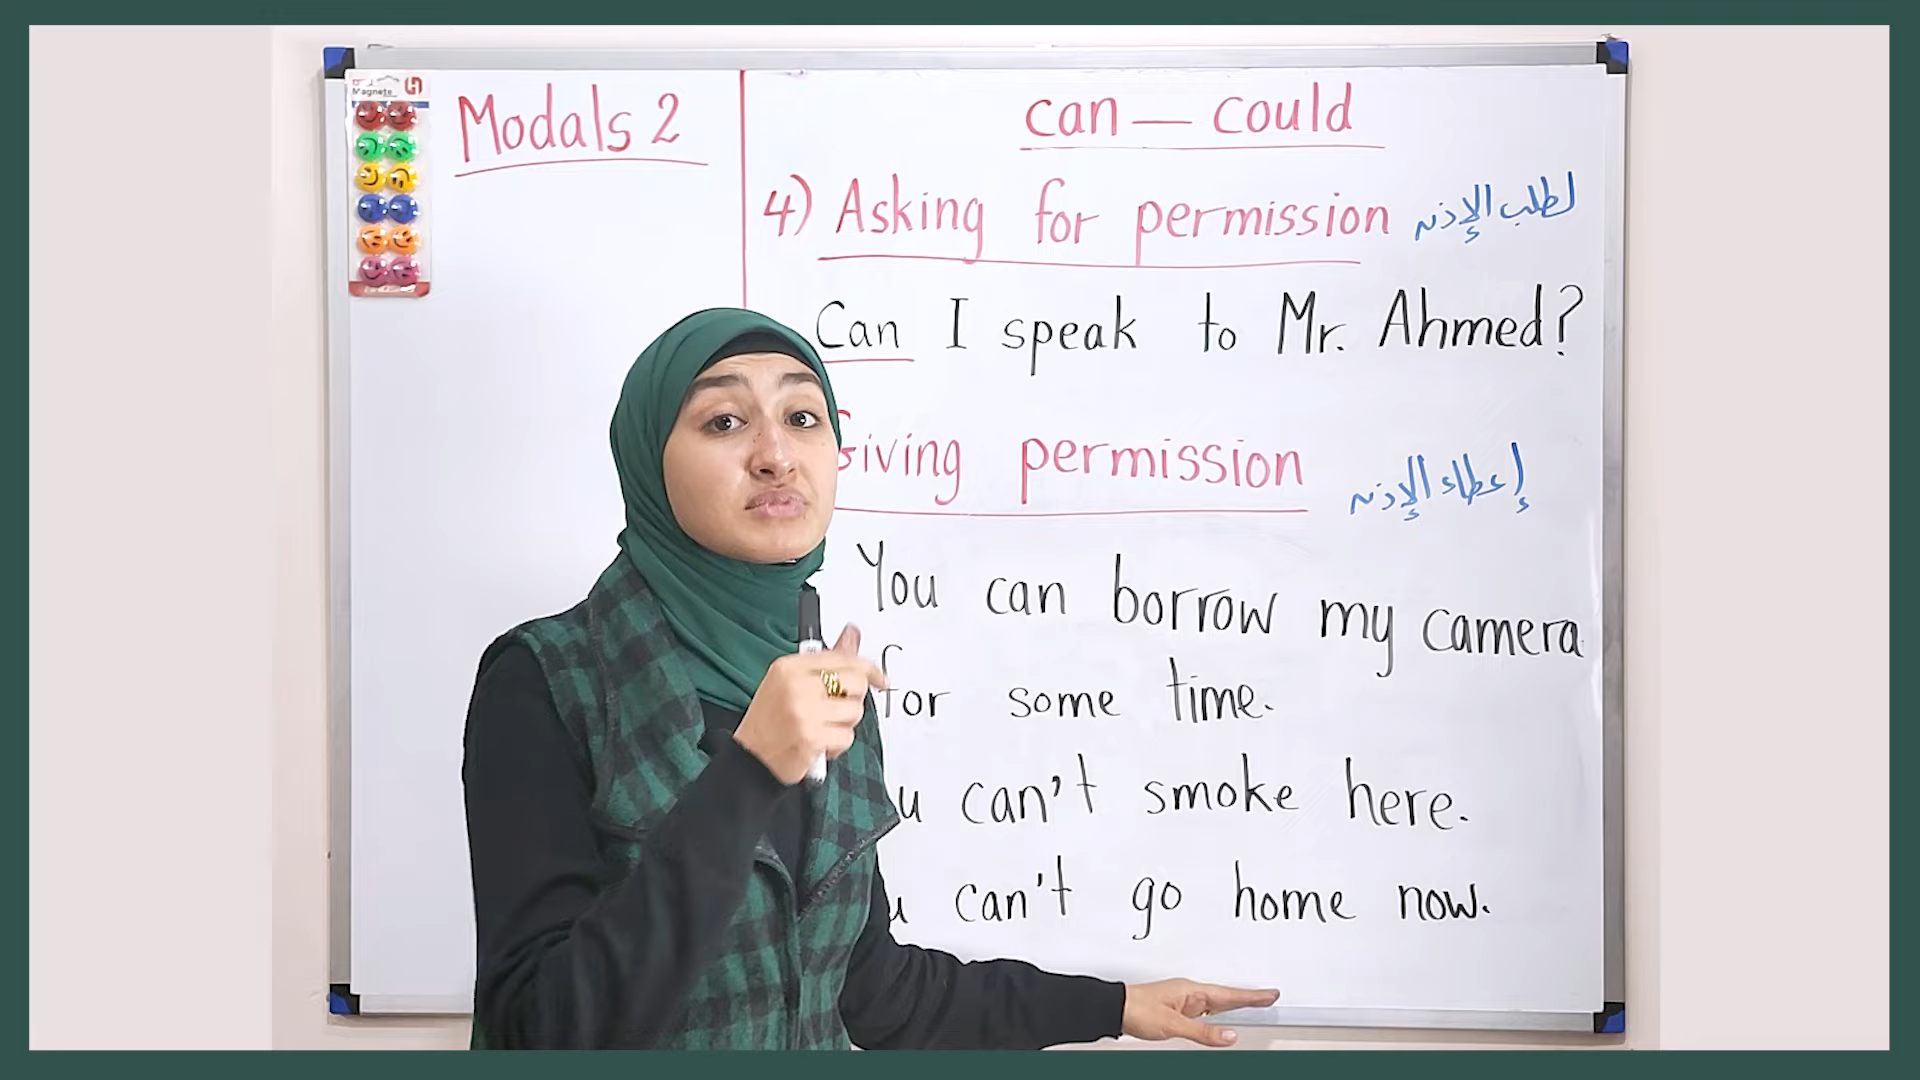 Magnets
Modals 2
can — could
4) Asking for permission لطلب الإذن
Can I speak to Mr. Ahmed?
Giving permission إعطاء الإذن
You can borrow my camera
for some time.
u can't smoke here.
u can't go home now.